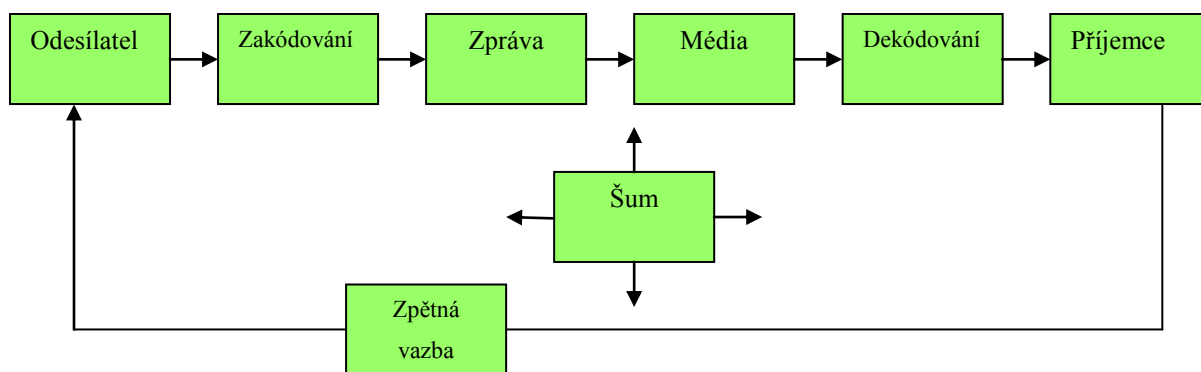 Odesílatel
Zakódování
Zpráva
Média
Dekódování
Příjemce
Šum
Zpětná
vazba